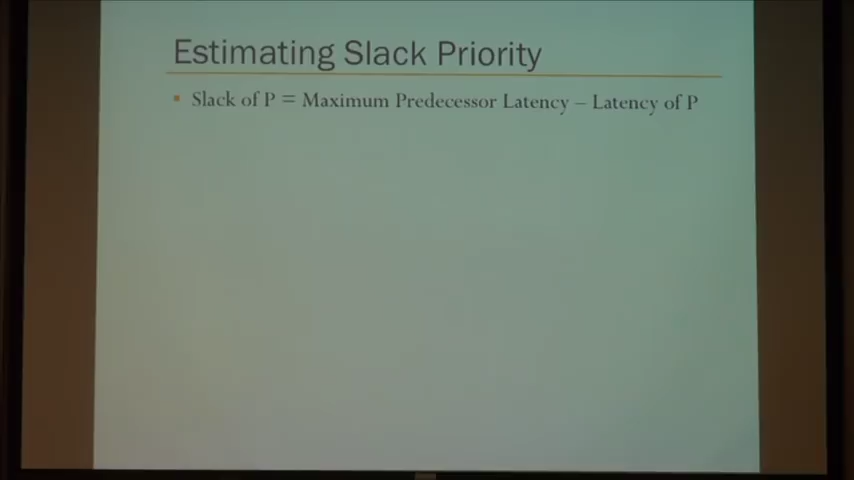 Estimating Slack Priority
Slack of P = Maximum Predecessor Latency – Latency of P